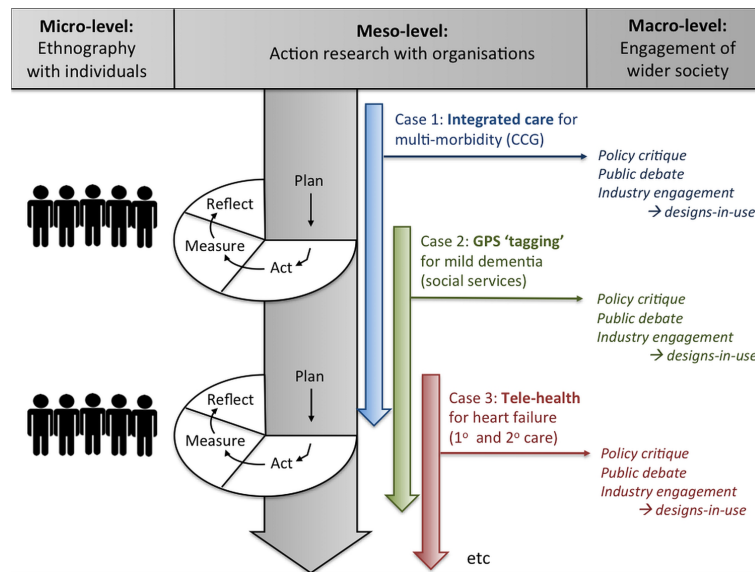 Micro-level:
Ethnography
with individuals
Meso-level:
Action research with organisations
Macro-level:
Engagement of
wider society
Case 1: Integrated care for
multi-morbidity (CCG)
Policy critique
Public debate
Industry engagement
→ designs-in-use
Plan
Reflect
Measure
Act
Case 2: GPS ‘tagging’
for mild dementia
(social services)
Policy critique
Public debate
Industry engagement
→ designs-in-use
Plan
Reflect
Measure
Act
Case 3: Tele-health
for heart failure
(1º and 2º care)
Policy critique
Public debate
Industry engagement
→ designs-in-use
etc